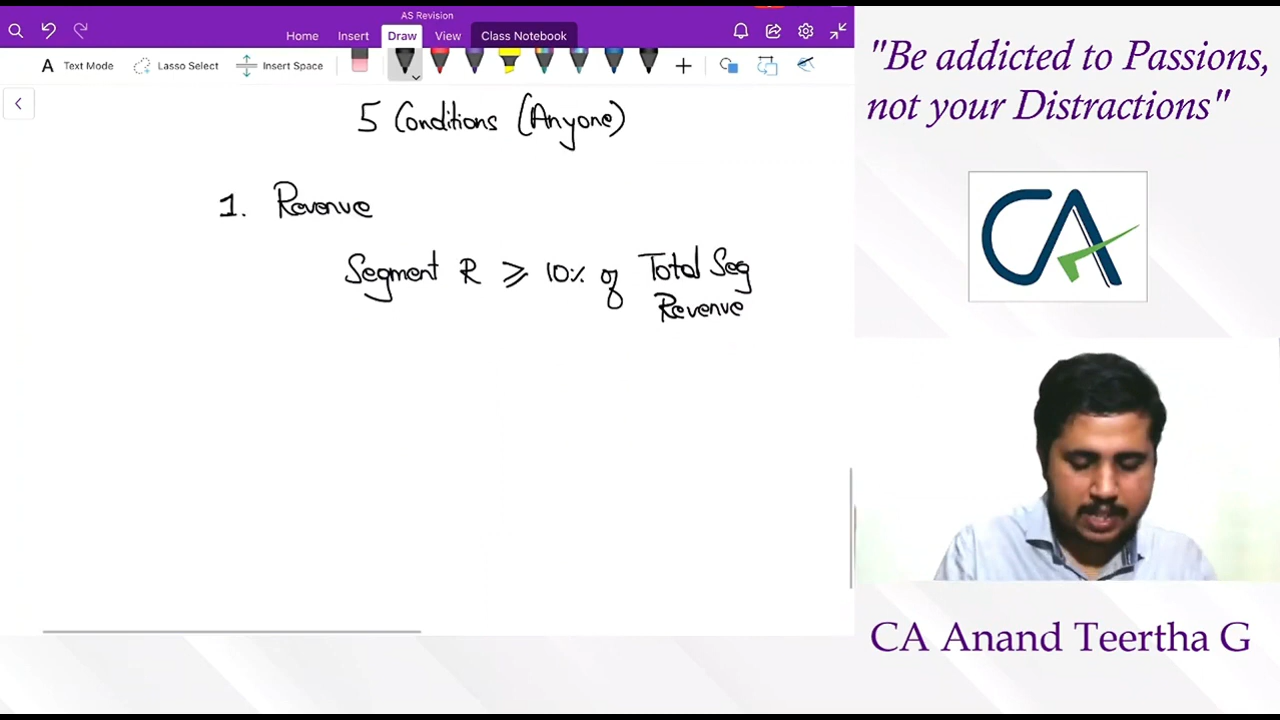 AS Revision
Home Insert Draw View Class Notebook
A Text Mode Lasso Select Insert Space
5 Conditions (Anyone)
1. Revenue
Segment R ⩾ 10% of Total Seg
Revenue
"Be addicted to Passions,
not your Distractions"
CA
CA Anand Teertha G